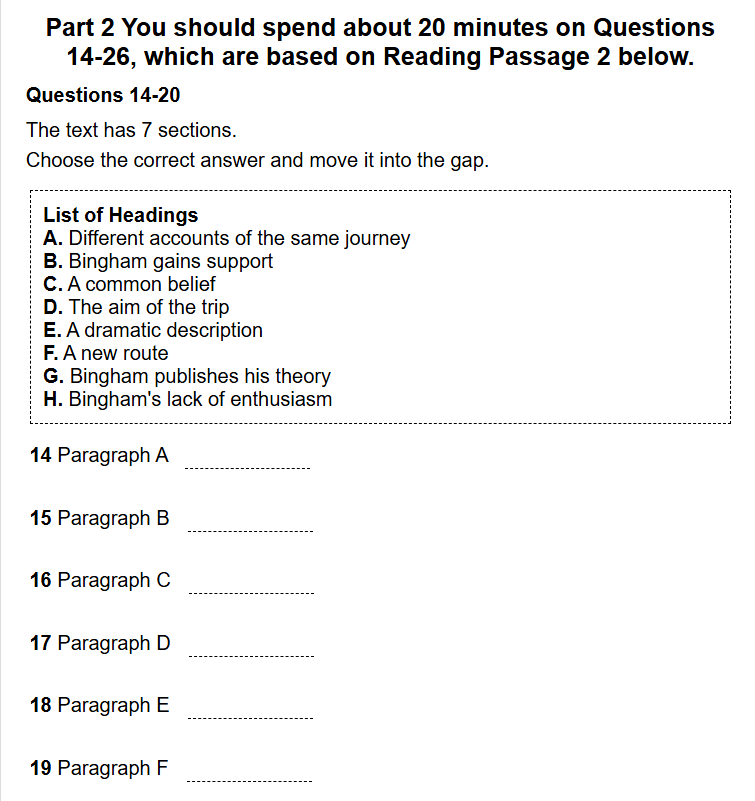 Part 2 You should spend about 20 minutes on Questions
14-26, which are based on Reading Passage 2 below.
Questions 14-20
The text has 7 sections.
Choose the correct answer and move it into the gap.
List of Headings
A. Different accounts of the same journey
B. Bingham gains support
C. A common belief
D. The aim of the trip
E. A dramatic description
F. A new route
G. Bingham publishes his theory
H. Bingham's lack of enthusiasm
14 Paragraph A
15 Paragraph B
16 Paragraph C
17 Paragraph D
18 Paragraph E
19 Paragraph F